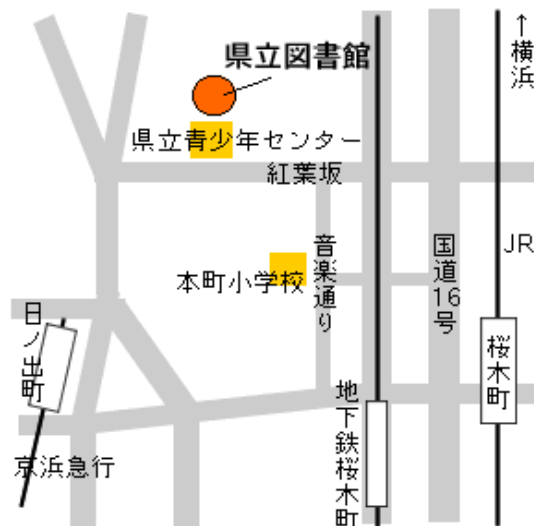 県立図書館
↑横浜
県立青少年センター
紅葉坂
音楽通り
国道16号
JR
本町小学校
日ノ出町
桜木町
地下鉄桜木町
京浜急行